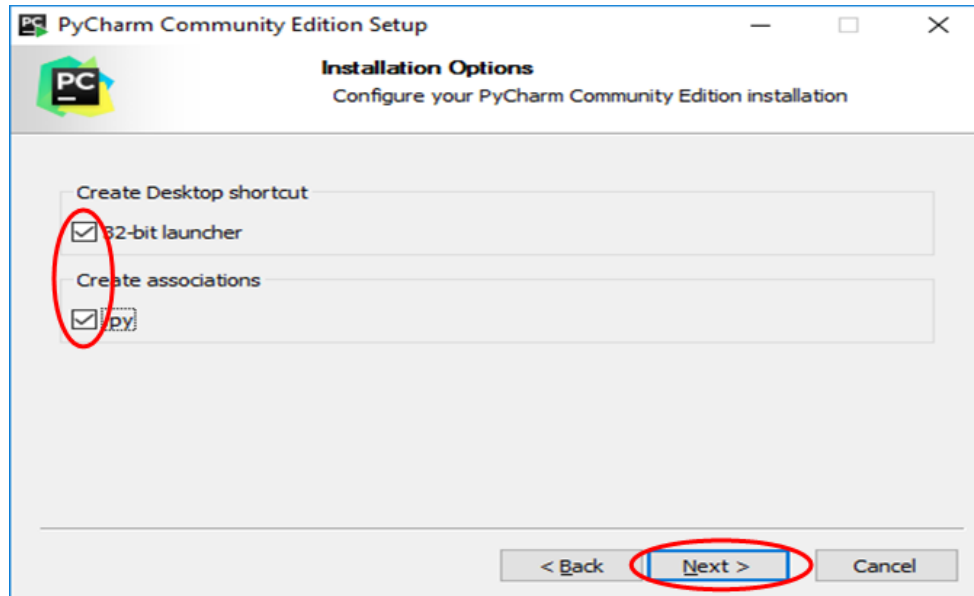 PC PyCharm Community Edition Setup
PC
Installation Options
Configure your PyCharm Community Edition installation
Create Desktop shortcut
32-bit launcher
Create associations
.py
< Back
Next >
Cancel